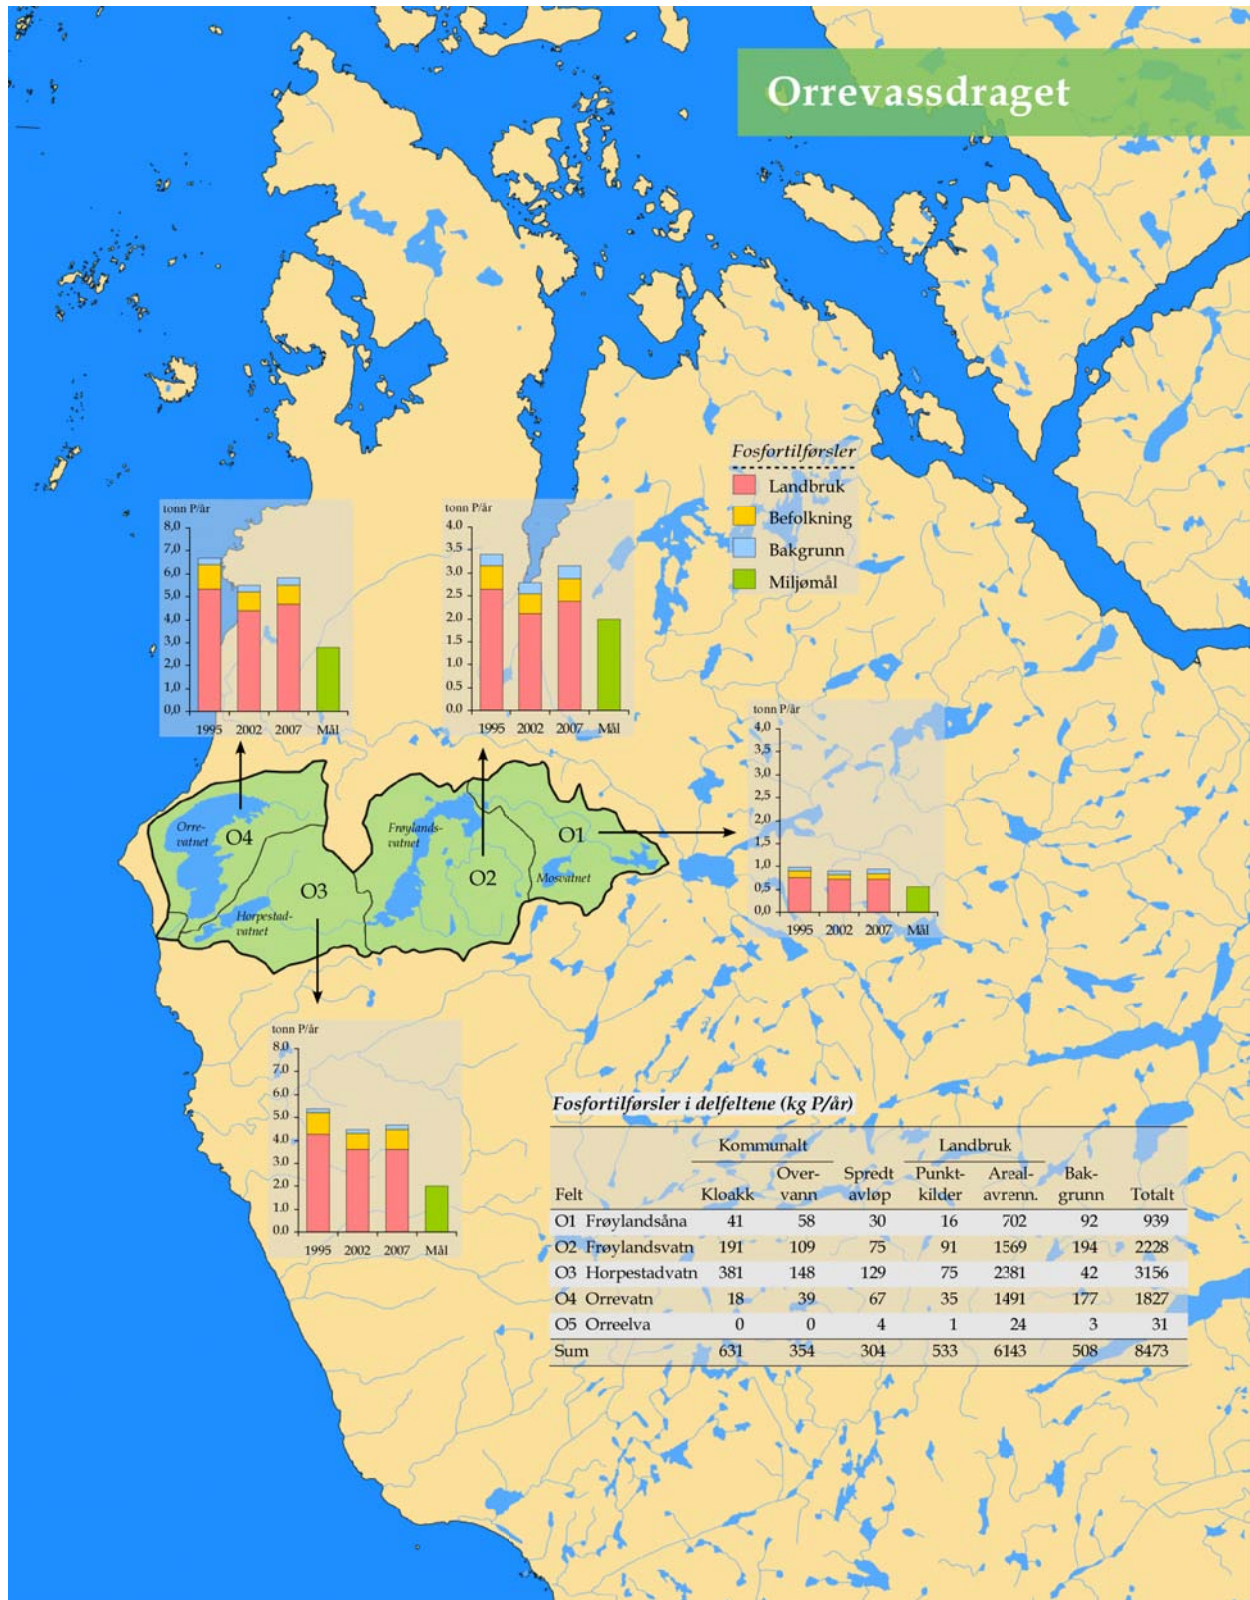 Orrevassdraget
Fosfortilførsler
Landbruk
Befolkning
Bakgrunn
Miljømål
tonn P/år
8,0
7,0
6,0
5,0
4,0
3,0
2,0
1,0
0,0
1995 2002 2007 Mål
tonn P/år
4.0
3.5
3.0
2.5
2.0
1.5
1.0
0.5
0.0
1995 2002 2007 Mål
tonn P/år
4,0
3,5
3,0
2,5
2,0
1,5
1,0
0,5
0,0
1995 2002 2007 Mål
Orre-
vatnet
O4
O3
Horpestad-
vatnet
Frøylands-
vatnet
O2
O1
Mosvatnet
tonn P/år
8.0
7.0
6.0
5.0
4.0
3.0
2.0
1.0
0.0
1995 2002 2007 Mål
Fosfortilførsler i delfeltene (kg P/år)
Kommunalt Landbruk
Over- Spredt Punkt- Areal- Bak-
Felt Kloakk vann avløp kilder avrenn. grunn Totalt
O1 Frøylandsåna 41 58 30 16 702 92 939
O2 Frøylandsvatn 191 109 75 91 1569 194 2228
O3 Horpestadvatn 381 148 129 75 2381 42 3156
O4 Orrevatn 18 39 67 35 1491 177 1827
O5 Orreelva 0 0 4 1 24 3 31
Sum 631 354 304 533 6143 508 8473